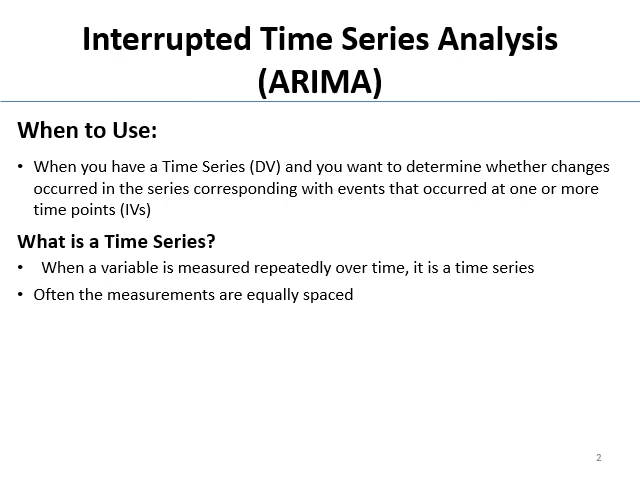 Interrupted Time Series Analysis
(ARIMA)
When to Use:
• When you have a Time Series (DV) and you want to determine whether changes
occurred in the series corresponding with events that occurred at one or more
time points (IVs)
What is a Time Series?
• When a variable is measured repeatedly over time, it is a time series
• Often the measurements are equally spaced
2